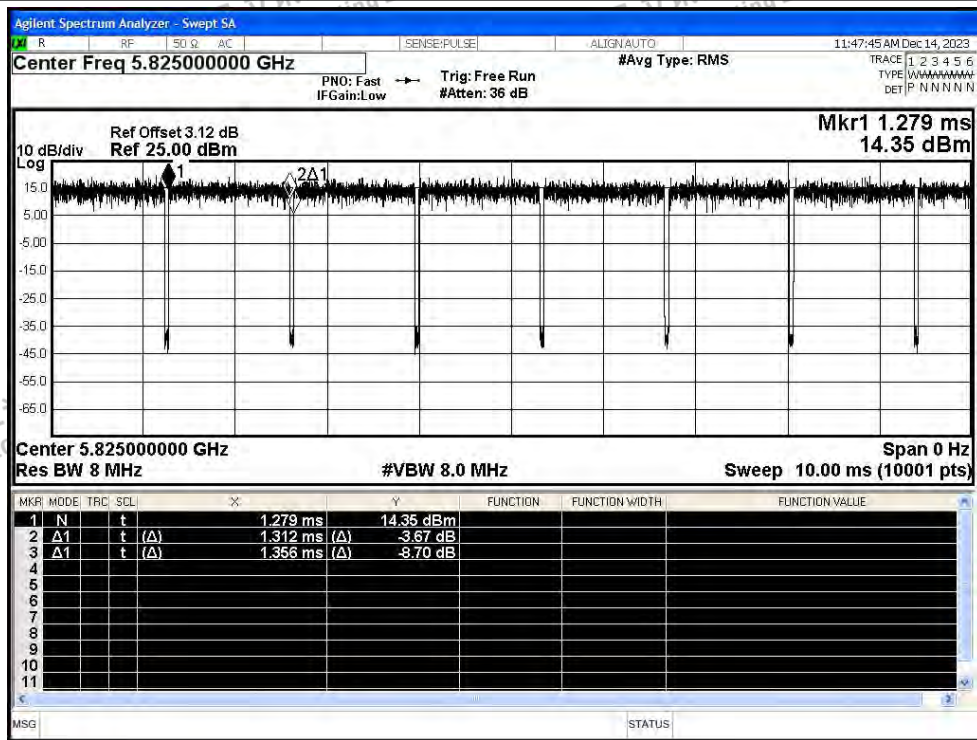 Agilent Spectrum Analyzer - Swept SA
R RF 50 Ω AC SENSE:PULSE ALIGN AUTO 11:47:45 AM Dec 14, 2023
Center Freq 5.825000000 GHz #Avg Type: RMS TRACE 1 2 3 4 5 6
PNO: Fast Trig: Free Run TYPE
IFGain:Low #Atten: 36 dB DET P N N N N N
Mkr1 1.279 ms
14.35 dBm
Ref Offset 3.12 dB
10 dB/div Ref 25.00 dBm
Log
1
2Δ1
15.0
5.00
-5.00
-15.0
-25.0
-35.0
-45.0
-55.0
-65.0
Center 5.825000000 GHz Span 0 Hz
Res BW 8 MHz #VBW 8.0 MHz Sweep 10.00 ms (10001 pts)
MKR MODE TRC SCL X Y FUNCTION FUNCTION WIDTH FUNCTION VALUE
1 N t 1.279 ms 14.35 dBm
2 Δ1 t (Δ) 1.312 ms (Δ) -3.67 dB
3 Δ1 t (Δ) 1.356 ms (Δ) -8.70 dB
4
5
6
7
8
9
10
11
MSG STATUS